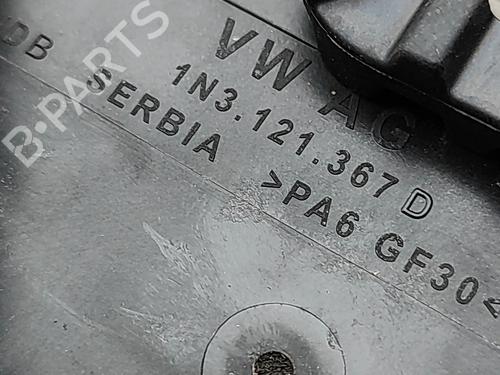 VW AG
1N3.121.367 D
DB SERBIA
>PA6 GF30<
B-PARTS